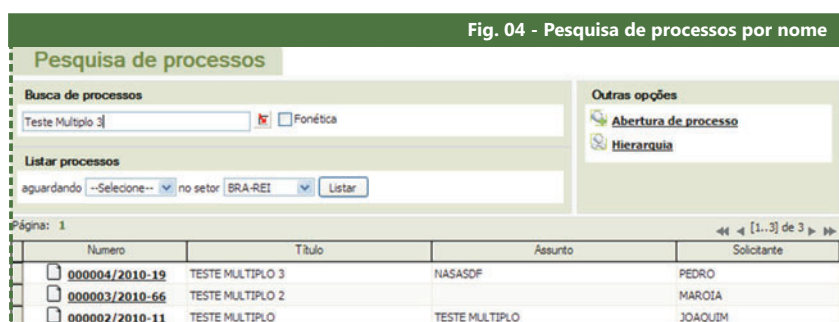 Fig. 04 - Pesquisa de processos por nome
Pesquisa de processos
Busca de processos
Teste Multiplo 3
Fonética
Outras opções
Abertura de processo
Hierarquia
Listar processos
aguardando --Selecione-- no setor BRA-REI Listar
Página: 1
[1..3] de 3
Numero Título Assunto Solicitante
000004/2010-19 TESTE MULTIPLO 3 NASASDF PEDRO
000003/2010-66 TESTE MULTIPLO 2 MAROIA
000002/2010-11 TESTE MULTIPLO TESTE MULTIPLO JOAQUIM